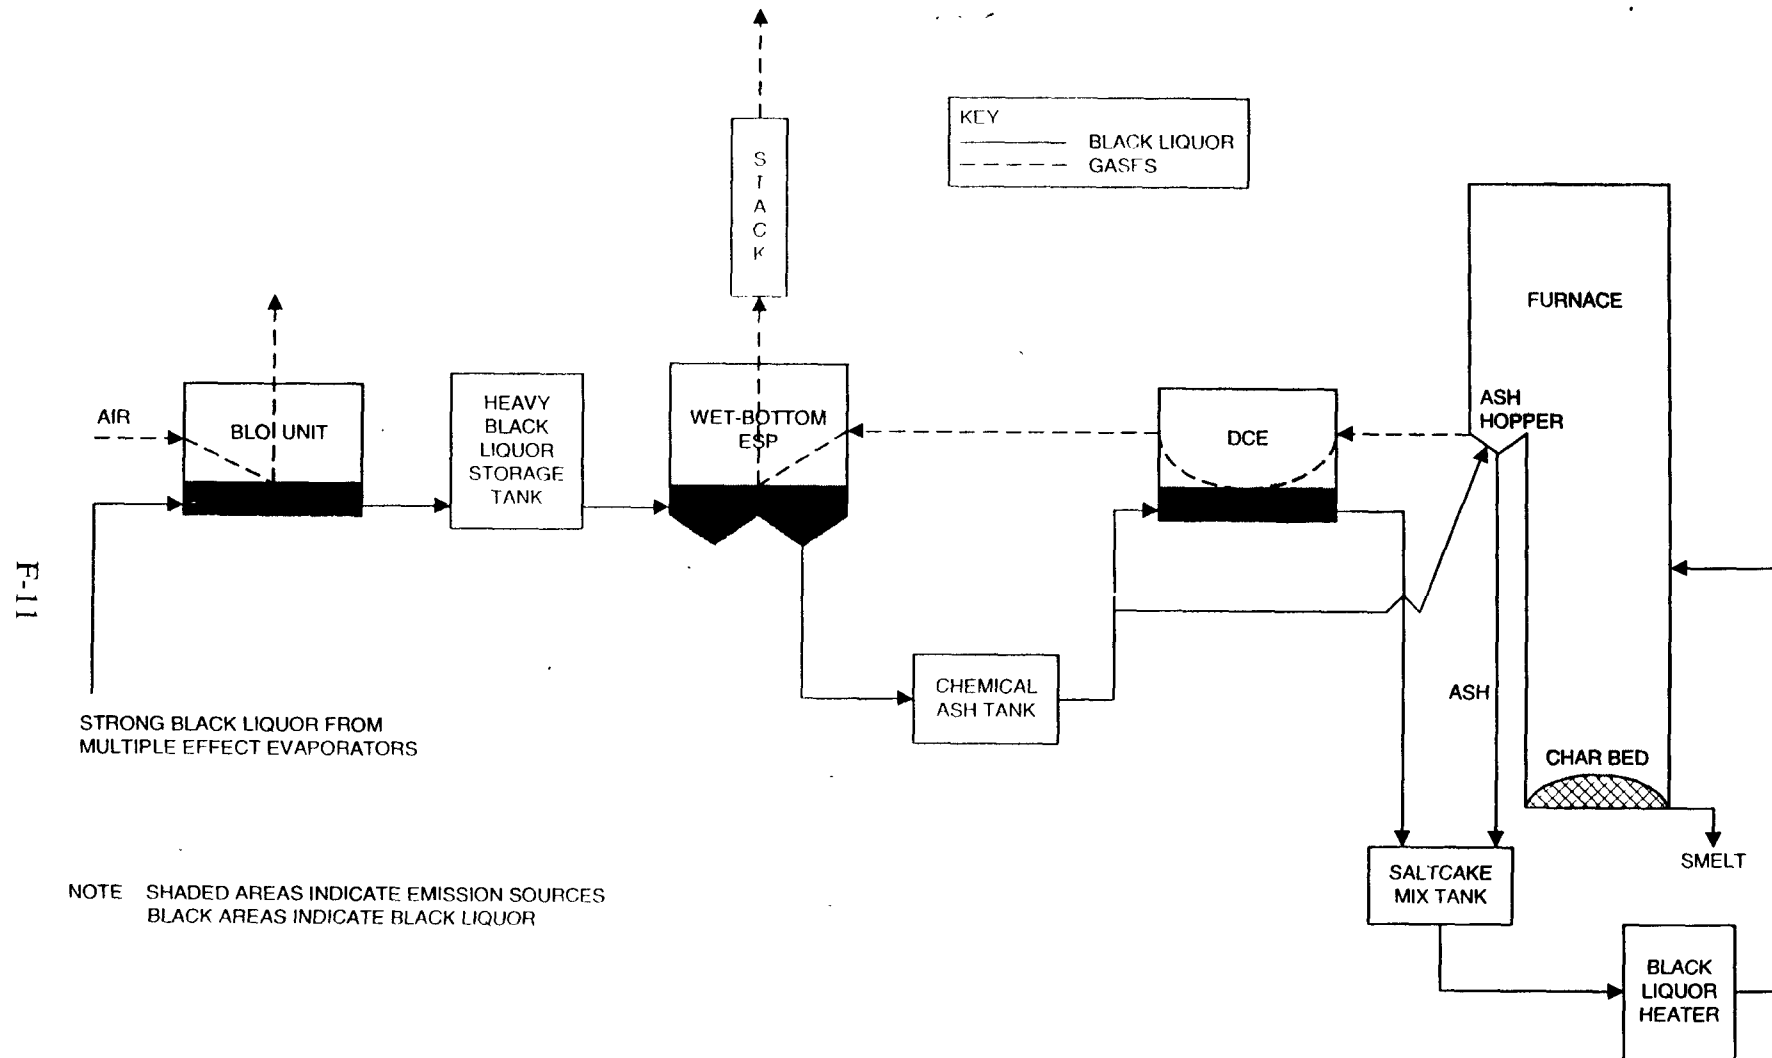 STACK
KEY
BLACK LIQUOR
GASES
FURNACE
ASH
HOPPER
AIR
BLO UNIT
HEAVY
BLACK
LIQUOR
STORAGE
TANK
WET-BOTTOM
ESP
DCE
F-11
CHEMICAL
ASH TANK
ASH
STRONG BLACK LIQUOR FROM
MULTIPLE EFFECT EVAPORATORS
CHAR BED
SMELT
SALTCAKE
MIX TANK
NOTE SHADED AREAS INDICATE EMISSION SOURCES
BLACK AREAS INDICATE BLACK LIQUOR
BLACK
LIQUOR
HEATER